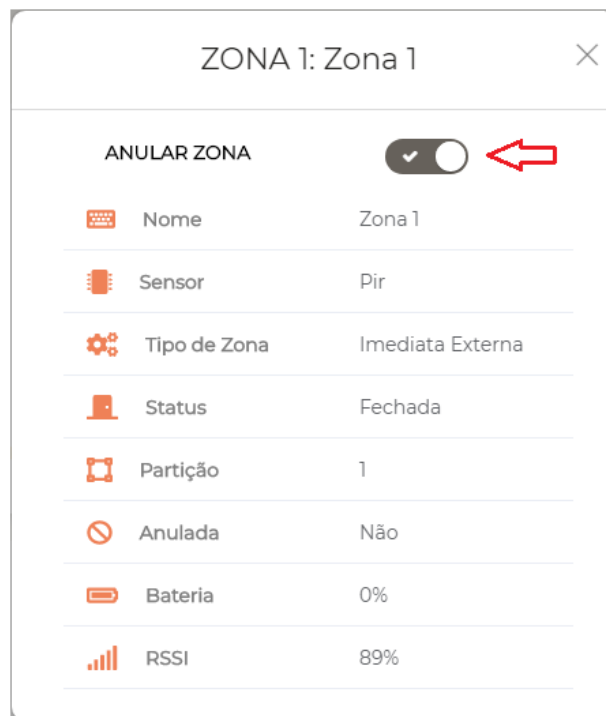 ZONA 1: Zona 1
ANULAR ZONA
Nome Zona 1
Sensor Pir
Tipo de Zona Imediata Externa
Status Fechada
Partição 1
Anulada Não
Bateria 0%
RSSI 89%